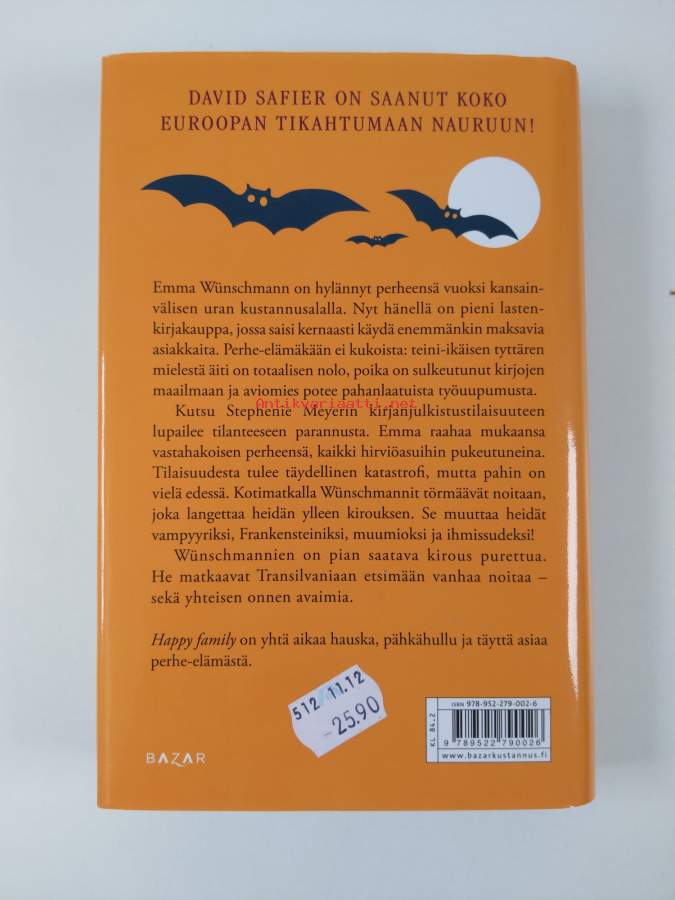 DAVID SAFIER ON SAANUT KOKO
EUROOPAN TIKAHTUMAAN NAURUUN!
Emma Wünschmann on hylännyt perheensä vuoksi kansain-
välisen uran kustannusalalla. Nyt hänellä on pieni lasten-
kirjakauppa, jossa saisi kernaasti käydä enemmänkin maksavia
asiakkaita. Perhe-elämäkään ei kukoista: teini-ikäisen tyttären
mielestä äiti on totaalisen nolo, poika on sulkeutunut kirjojen
maailmaan ja aviomies potee pahanlaatuista työuupumusta.
Antikvariaatti.net
Kutsu Stephenie Meyerin kirjanjulkistustilaisuuteen
lupailee tilanteeseen parannusta. Emma raahaa mukaansa
vastahakoisen perheensä, kaikki hirviöasuihin pukeutuneina.
Tilaisuudesta tulee täydellinen katastrofi, mutta pahin on
vielä edessä. Kotimatkalla Wünschmannit törmäävät noitaan,
joka langettaa heidän ylleen kirouksen. Se muuttaa heidät
vampyyriksi, Frankensteiniksi, muumioksi ja ihmissudeksi!
Wünschmannien on pian saatava kirous purettua.
He matkaavat Transilvaniaan etsimään vanhaa noitaa –
sekä yhteisen onnen avaimia.
Happy family on yhtä aikaa hauska, pähkähullu ja täyttä asiaa
perhe-elämästä.
512 11.12
-25.90
BAZAR
ISBN 978-952-279-002-6
KL 84.2
9 789522 790026
www.bazarkustannus.fi